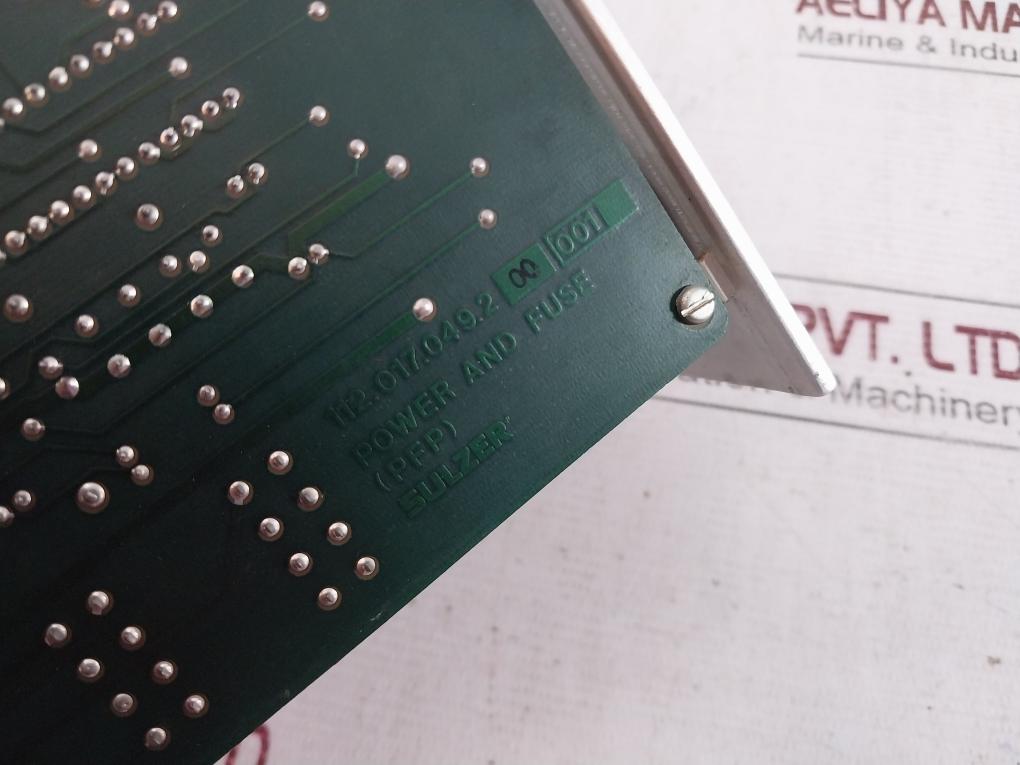 AELIYA MA
Marine & Indu
112.017.049.2 00 001
POWER AND FUSE
(PFP)
SULZER
PVT. LTD
Machinery